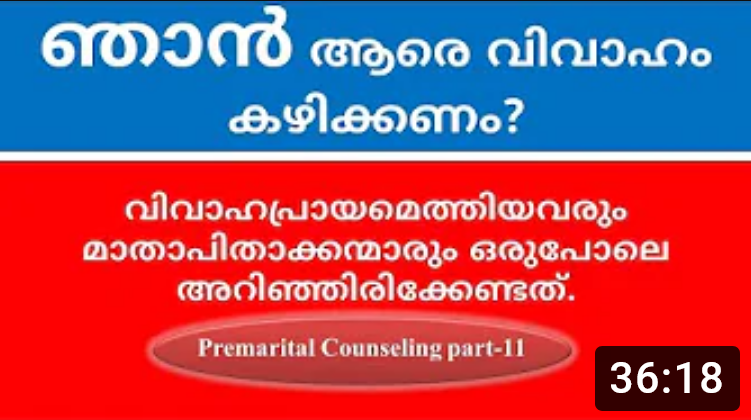 ഞാൻ ആരെ വിവാഹം
കഴിക്കണം?
വിവാഹപ്രായമെത്തിയവരും
മാതാപിതാക്കന്മാരും ഒരുപോലെ
അറിഞ്ഞിരിക്കേണ്ടത്.
Premarital Counseling part-11
36:18